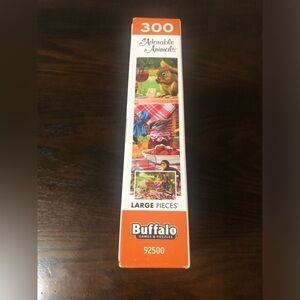 300
Adorable
Animals
LARGE PIECES
Buffalo
GAMES & PUZZLES
92500